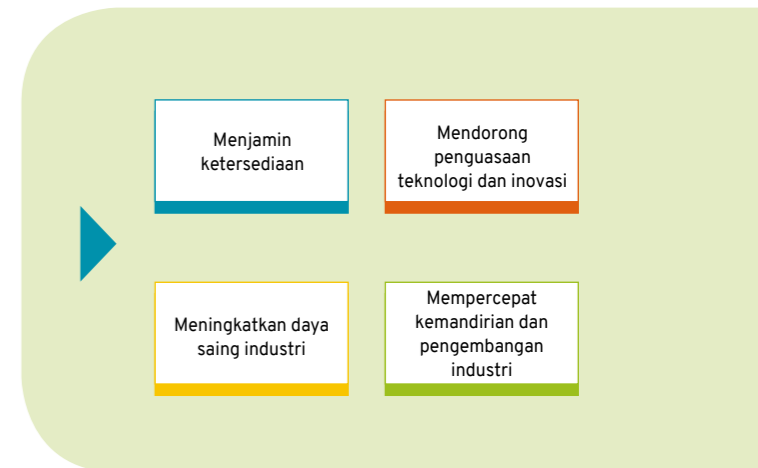 Menjamin
ketersediaan
Mendorong
penguasaan
teknologi dan inovasi
Meningkatkan daya
saing industri
Mempercepat
kemandirian dan
pengembangan
industri